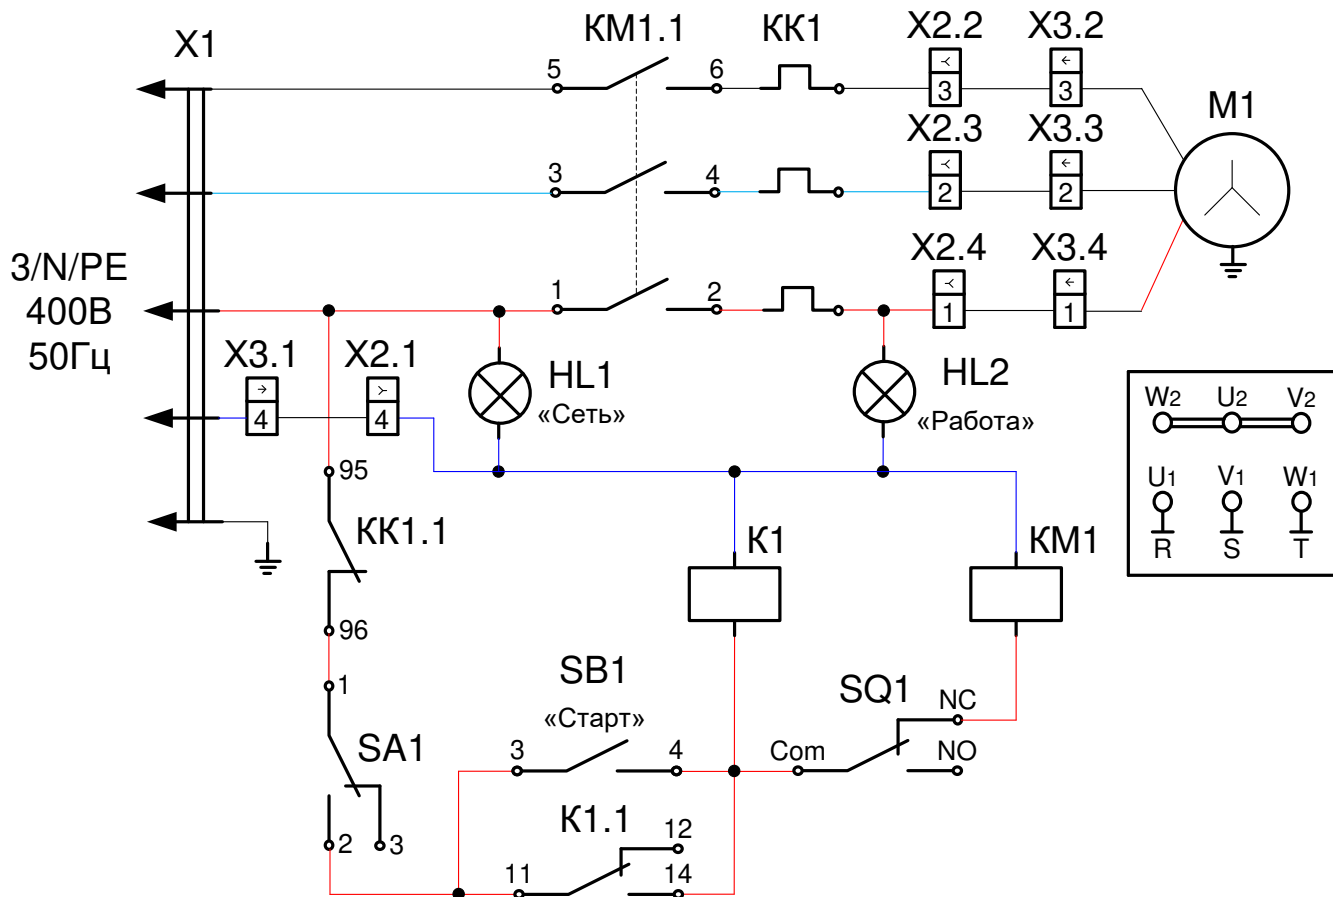 X1
KM1.1
KK1
X2.2
X3.2
5
6
3
3
M1
X2.3
X3.3
3
4
2
2
3/N/PE
400В
50Гц
X2.4
X3.4
1
2
1
1
X3.1
X2.1
4
4
HL1
«Сеть»
HL2
«Работа»
W2
U2
V2
U1
V1
W1
R
S
T
95
KK1.1
96
K1
KM1
1
SA1
2
3
SB1
«Старт»
3
4
SQ1
NC
Com
NO
K1.1
12
11
14